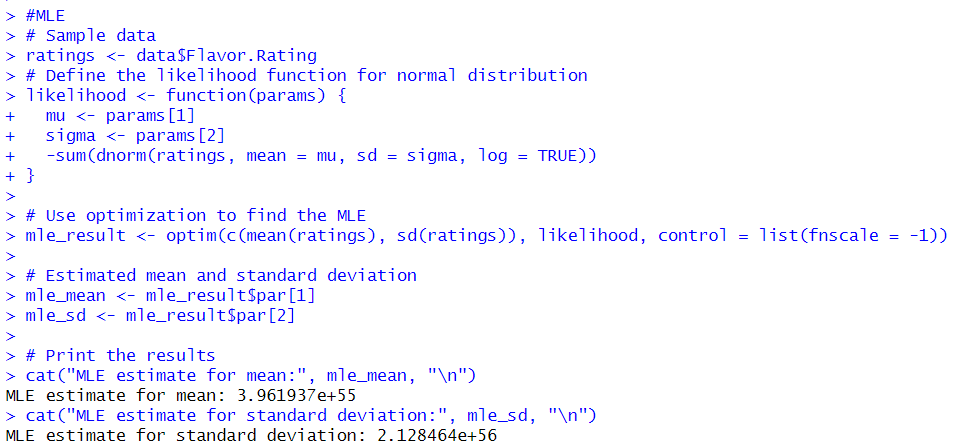 > #MLE
> # Sample data
> ratings <- data$Flavor.Rating
> # Define the likelihood function for normal distribution
> likelihood <- function(params) {
+   mu <- params[1]
+   sigma <- params[2]
+   -sum(dnorm(ratings, mean = mu, sd = sigma, log = TRUE))
+ }
>
> # Use optimization to find the MLE
> mle_result <- optim(c(mean(ratings), sd(ratings)), likelihood, control = list(fnscale = -1))
>
> # Estimated mean and standard deviation
> mle_mean <- mle_result$par[1]
> mle_sd <- mle_result$par[2]
>
> # Print the results
> cat("MLE estimate for mean:", mle_mean, "\n")
MLE estimate for mean: 3.961937e+55
> cat("MLE estimate for standard deviation:", mle_sd, "\n")
MLE estimate for standard deviation: 2.128464e+56